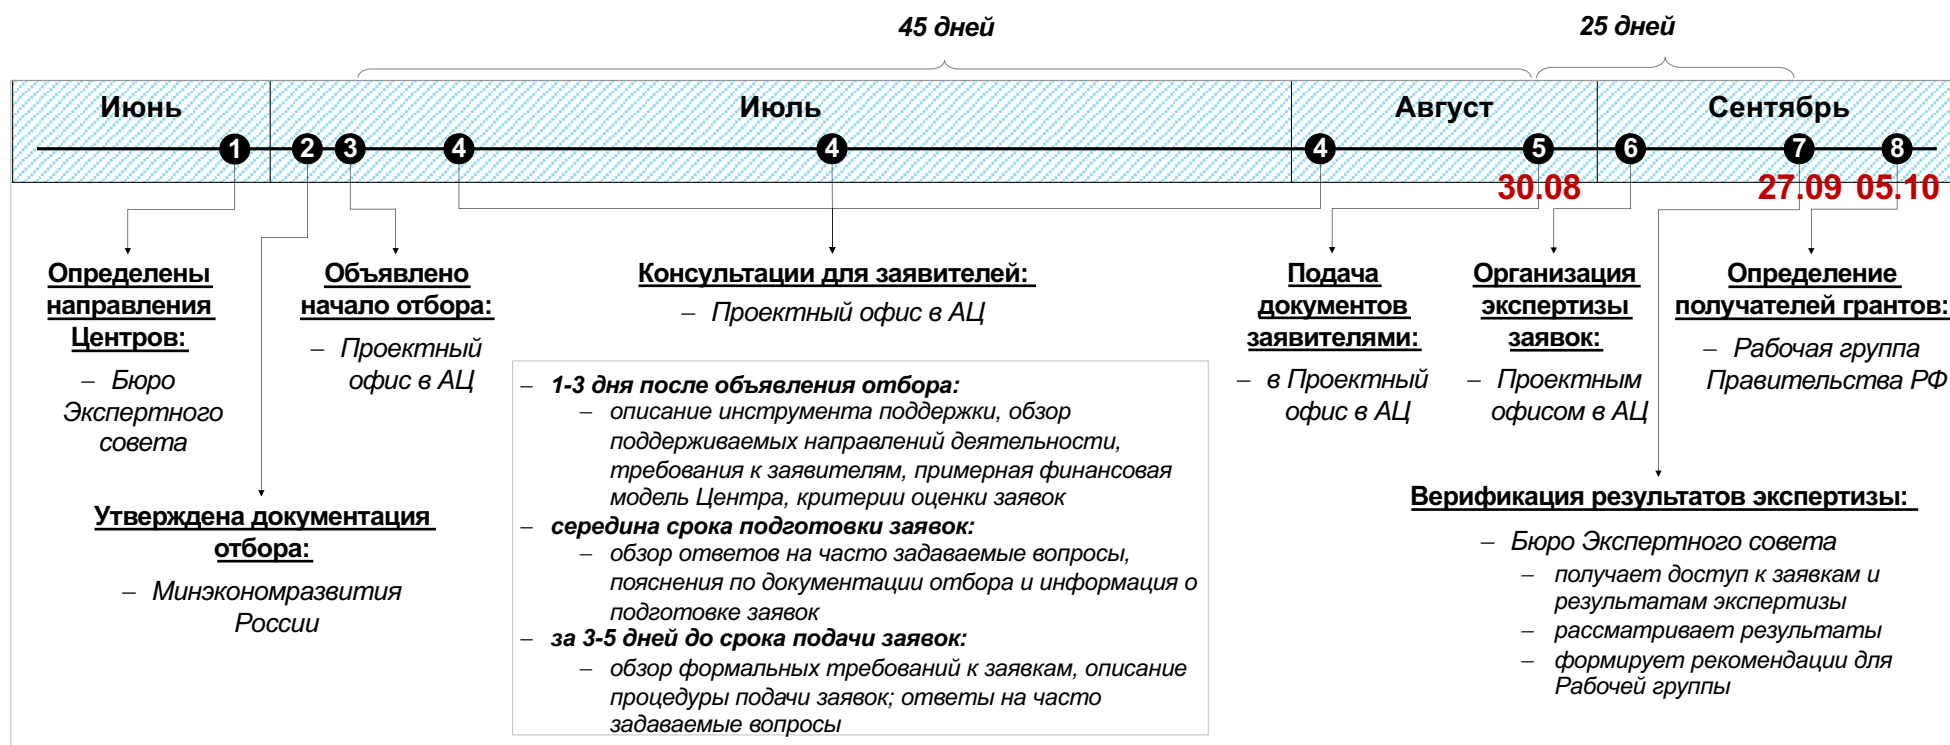 45 дней
25 дней
Июнь
Июль
Август
Сентябрь
1
2
3
4
4
4
5
6
7
8
30.08
27.09
05.10
Определены
направления
Центров:
– Бюро
Экспертного
совета
Утверждена документация
отбора:
– Минэкономразвития
России
Объявлено
начало отбора:
– Проектный
офис в АЦ
Консультации для заявителей:
– Проектный офис в АЦ
– 1-3 дня после объявления отбора:
– описание инструмента поддержки, обзор
поддерживаемых направлений деятельности,
требования к заявителям, примерная финансовая
модель Центра, критерии оценки заявок
– середина срока подготовки заявок:
– обзор ответов на часто задаваемые вопросы,
пояснения по документации отбора и информация о
подготовке заявок
– за 3-5 дней до срока подачи заявок:
– обзор формальных требований к заявкам, описание
процедуры подачи заявок; ответы на часто
задаваемые вопросы
Подача
документов
заявителями:
– в Проектный
офис в АЦ
Организация
экспертизы
заявок:
– Проектным
офисом в АЦ
Определение
получателей грантов:
– Рабочая группа
Правительства РФ
Верификация результатов экспертизы:
– Бюро Экспертного совета
– получает доступ к заявкам и
результатам экспертизы
– рассматривает результаты
– формирует рекомендации для
Рабочей группы